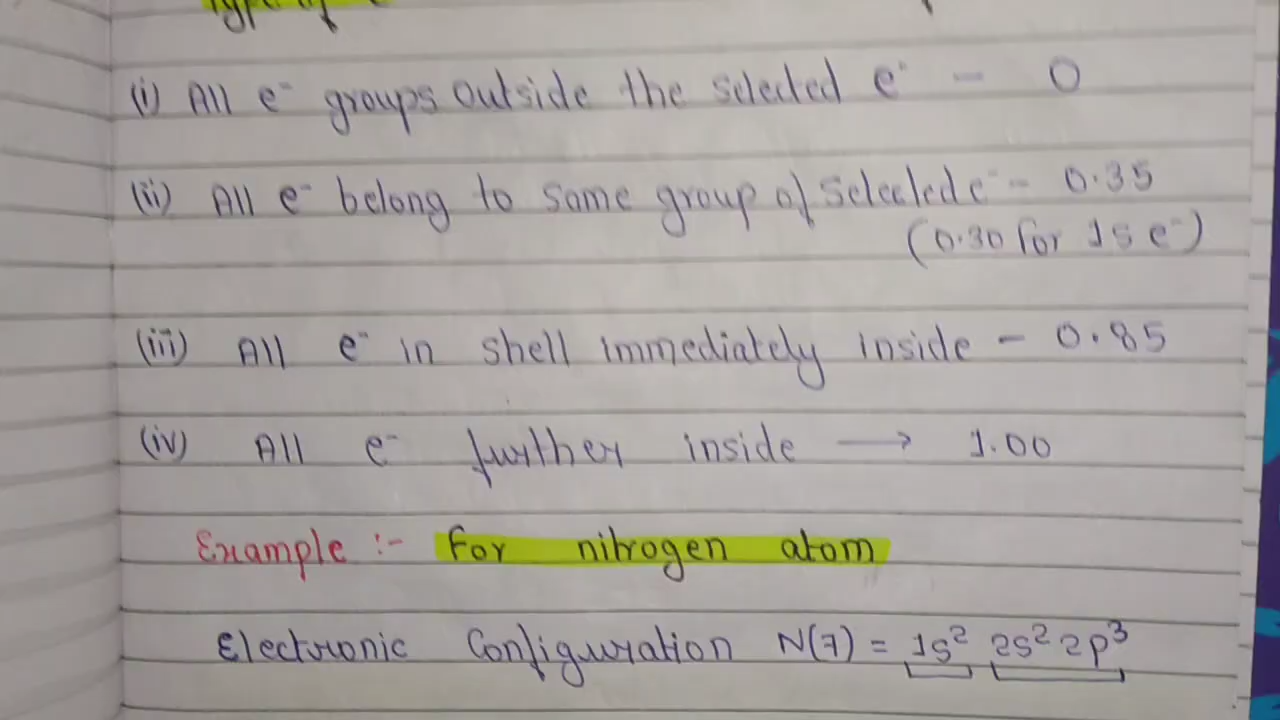 Type of
(i) All e⁻ groups outside the selected e⁻ - 0
(ii) All e⁻ belong to same group of selected e⁻ - 0.35
(0.30 for 1s e⁻)
(iii) All e⁻ in shell immediately inside - 0.85
(iv) All e⁻ further inside → 1.00
Example :- For nitrogen atom
Electronic Configuration N(7) = 1s² 2s² 2p³